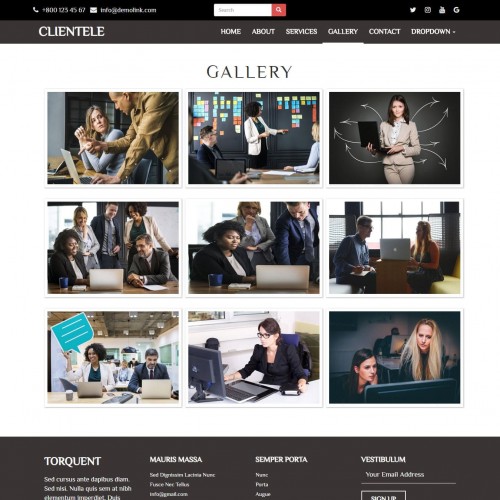 +800 123 45 67 info@demolink.com
Search
CLIENTELE
HOME ABOUT SERVICES GALLERY CONTACT DROPDOWN
GALLERY
TORQUENT
Sed cursus ante dapibus diam.
Sed nisi. Nulla quis sem at nibh
elementum imperdiet. Duis
MAURIS MASSA
Sed Dignissim Lacinia Nunc
Fusce Nec Tellus
info@gmail.com
SEMPER PORTA
Nunc
Porta
Augue
VESTIBULUM
Your Email Address
SIGN UP